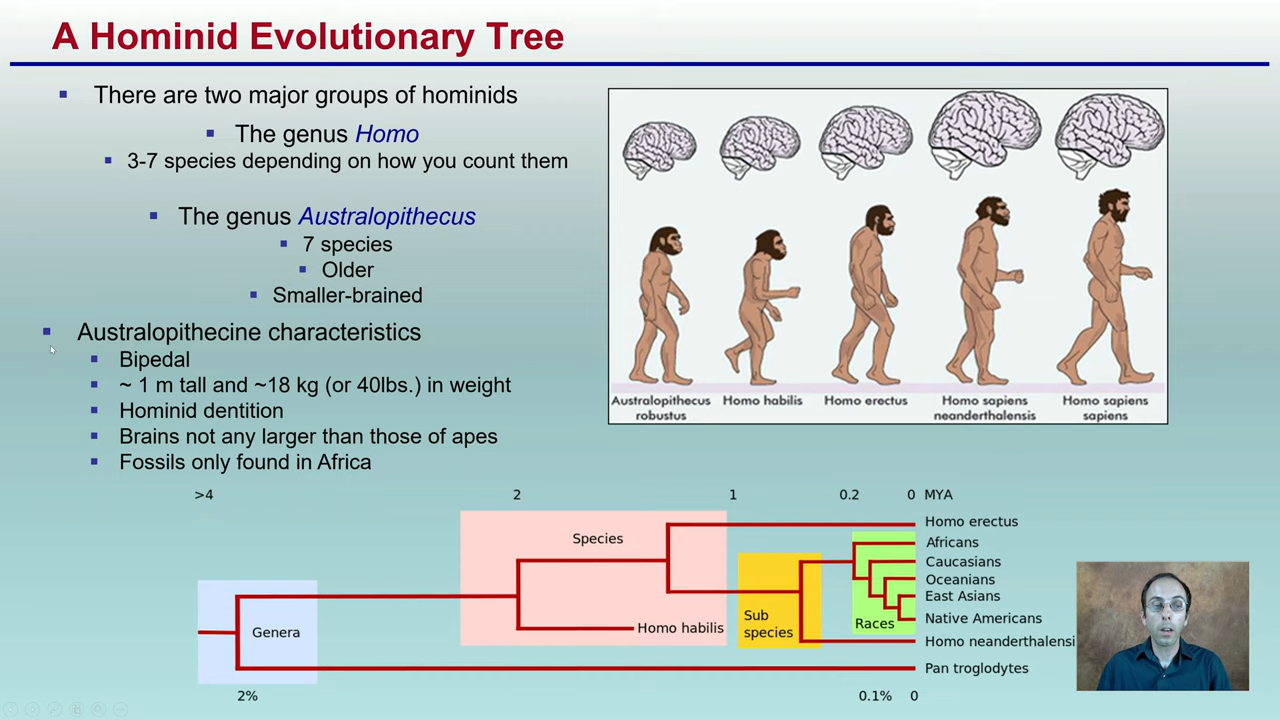 A Hominid Evolutionary Tree
There are two major groups of hominids
The genus Homo
3-7 species depending on how you count them
The genus Australopithecus
7 species
Older
Smaller-brained
Australopithecine characteristics
Bipedal
~ 1 m tall and ~18 kg (or 40lbs.) in weight
Hominid dentition
Brains not any larger than those of apes
Fossils only found in Africa
Australopithecus
robustus
Homo habilis
Homo erectus
Homo sapiens
neanderthalensis
Homo sapiens
sapiens
>4 2 1 0.2 0 MYA
Species
Genera
Homo habilis
Sub
species
Races
Homo erectus
Africans
Caucasians
Oceanians
East Asians
Native Americans
Homo neanderthalensi
Pan troglodytes
2% 0.1% 0